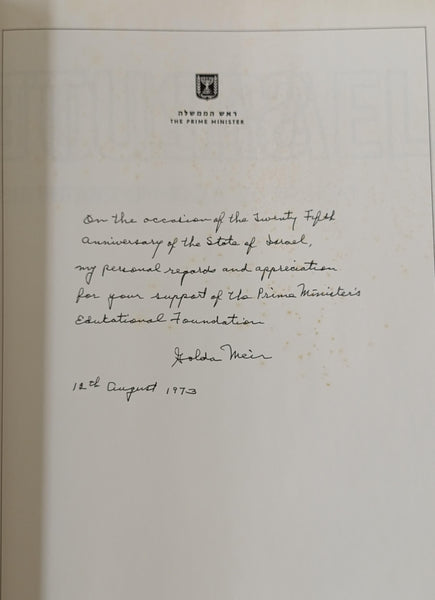 ראש הממשלה
THE PRIME MINISTER
On the occasion of the Twenty Fifth
Anniversary of the State of Israel,
my personal regards and appreciation
for your support of the Prime Minister's
Educational Foundation
Golda Meir
12th August 1973